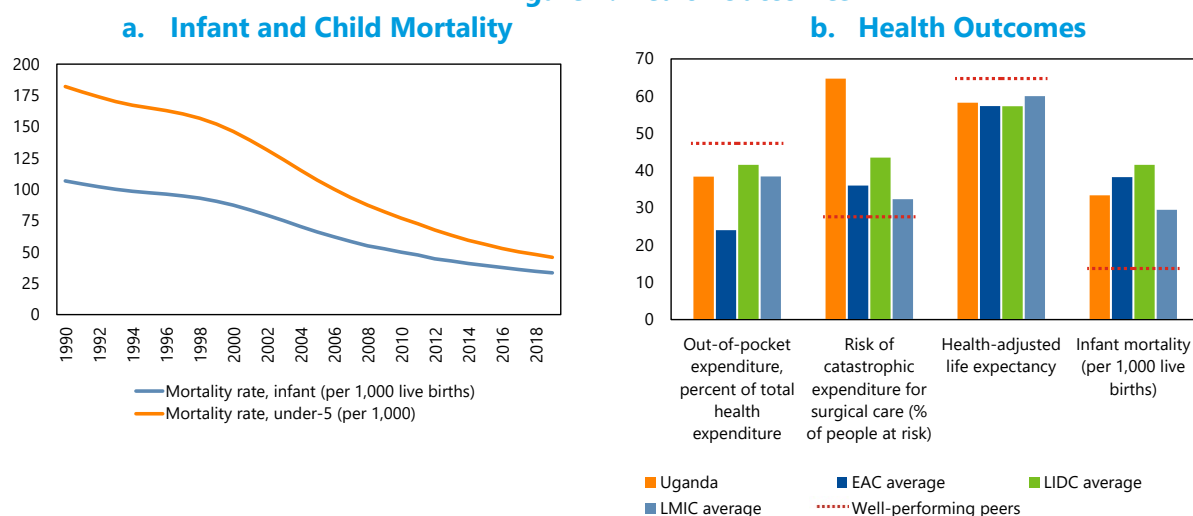 a. Infant and Child Mortality
200
175
150
125
100
75
50
25
0
1990
1992
1994
1996
1998
2000
2002
2004
2006
2008
2010
2012
2014
2016
2018
Mortality rate, infant (per 1,000 live births)
Mortality rate, under-5 (per 1,000)
b. Health Outcomes
70
60
50
40
30
20
10
0
Out-of-pocket
expenditure,
percent of total
health
expenditure
Risk of
catastrophic
expenditure for
surgical care (%
of people at risk)
Health-adjusted
life expectancy
Infant mortality
(per 1,000 live
births)
Uganda
EAC average
LIDC average
LMIC average
Well-performing peers